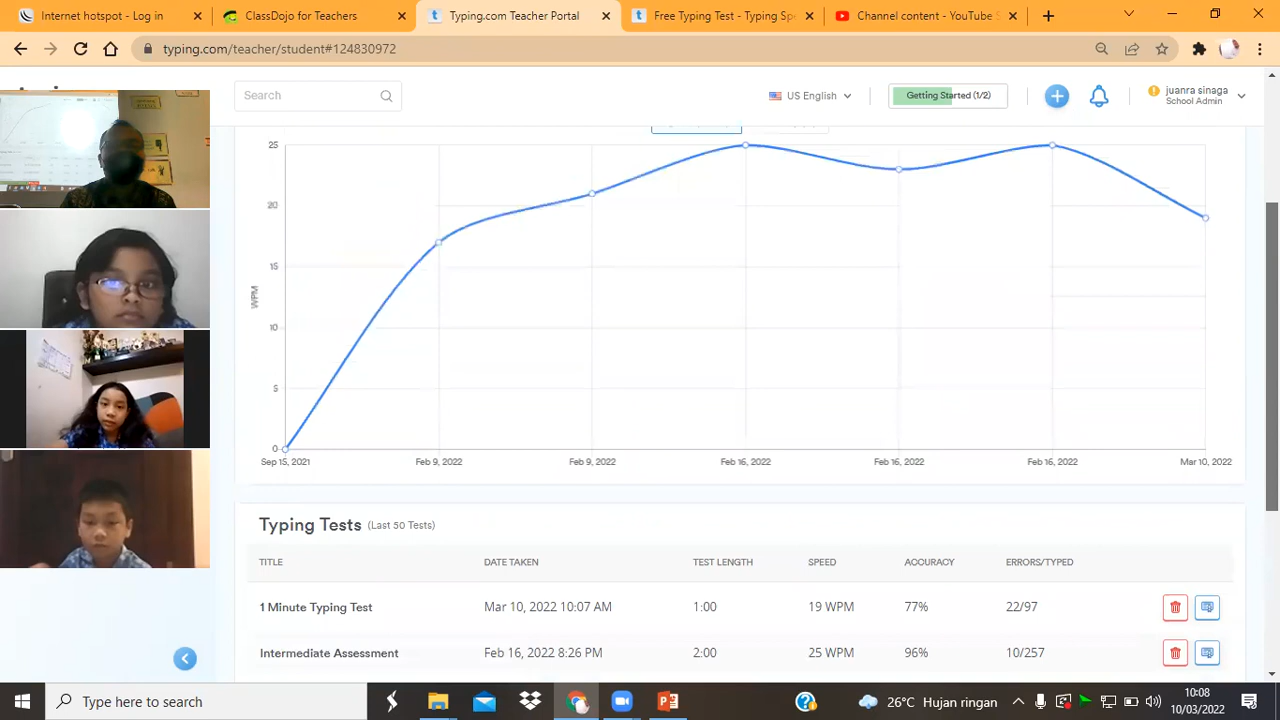 Internet hotspot - Log in
ClassDojo for Teachers
Typing.com Teacher Portal
Free Typing Test - Typing Sp
Channel content - YouTube S
typing.com/teacher/student#124830972
Search
US English
Getting Started (1/2)
juanra sinaga
School Admin
25
20
15
10
5
0
WPM
Sep 15, 2021
Feb 9, 2022
Feb 9, 2022
Feb 16, 2022
Feb 16, 2022
Feb 16, 2022
Mar 10, 2022
Typing Tests (Last 50 Tests)
TITLE DATE TAKEN TEST LENGTH SPEED ACCURACY ERRORS/TYPED
1 Minute Typing Test Mar 10, 2022 10:07 AM 1:00 19 WPM 77% 22/97
Intermediate Assessment Feb 16, 2022 8:26 PM 2:00 25 WPM 96% 10/257
Type here to search
26°C Hujan ringan
10:08
10/03/2022